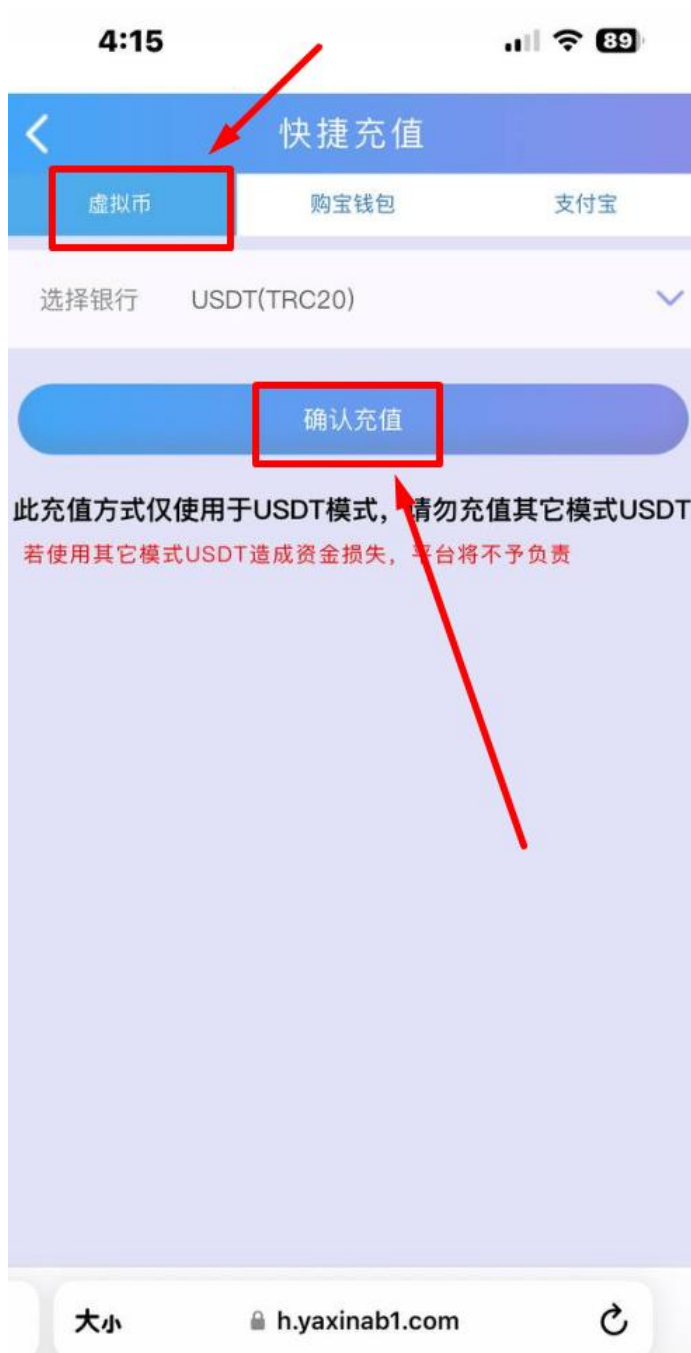 4:15
89
快捷充值
虚拟币
购宝钱包
支付宝
选择银行 USDT(TRC20)
确认充值
此充值方式仅使用于USDT模式,请勿充值其它模式USDT
若使用其它模式USDT造成资金损失,平台将不予负责
大小 h.yaxinab1.com